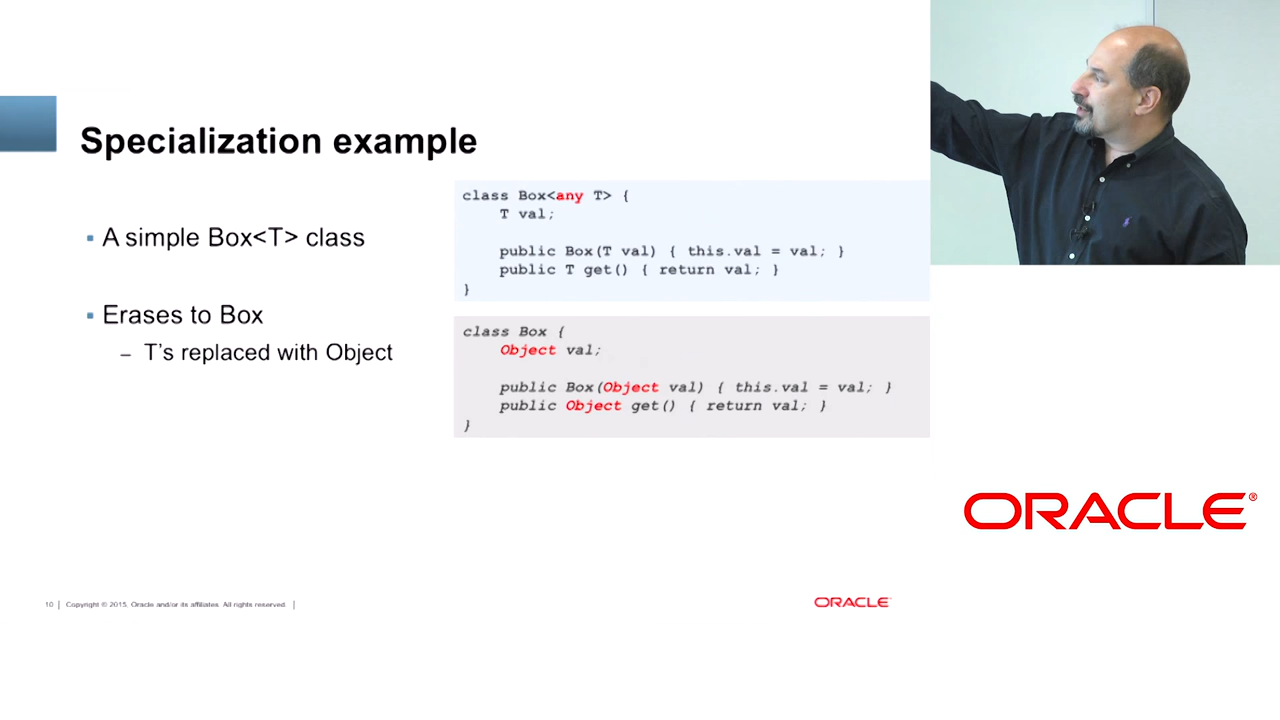 Specialization example
A simple Box<T> class
Erases to Box
– T’s replaced with Object
class Box<any T> {
T val;
public Box(T val) { this.val = val; }
public T get() { return val; }
}
class Box {
Object val;
public Box(Object val) { this.val = val; }
public Object get() { return val; }
}
ORACLE®
10 | Copyright © 2015, Oracle and/or its affiliates. All rights reserved. |
ORACLE